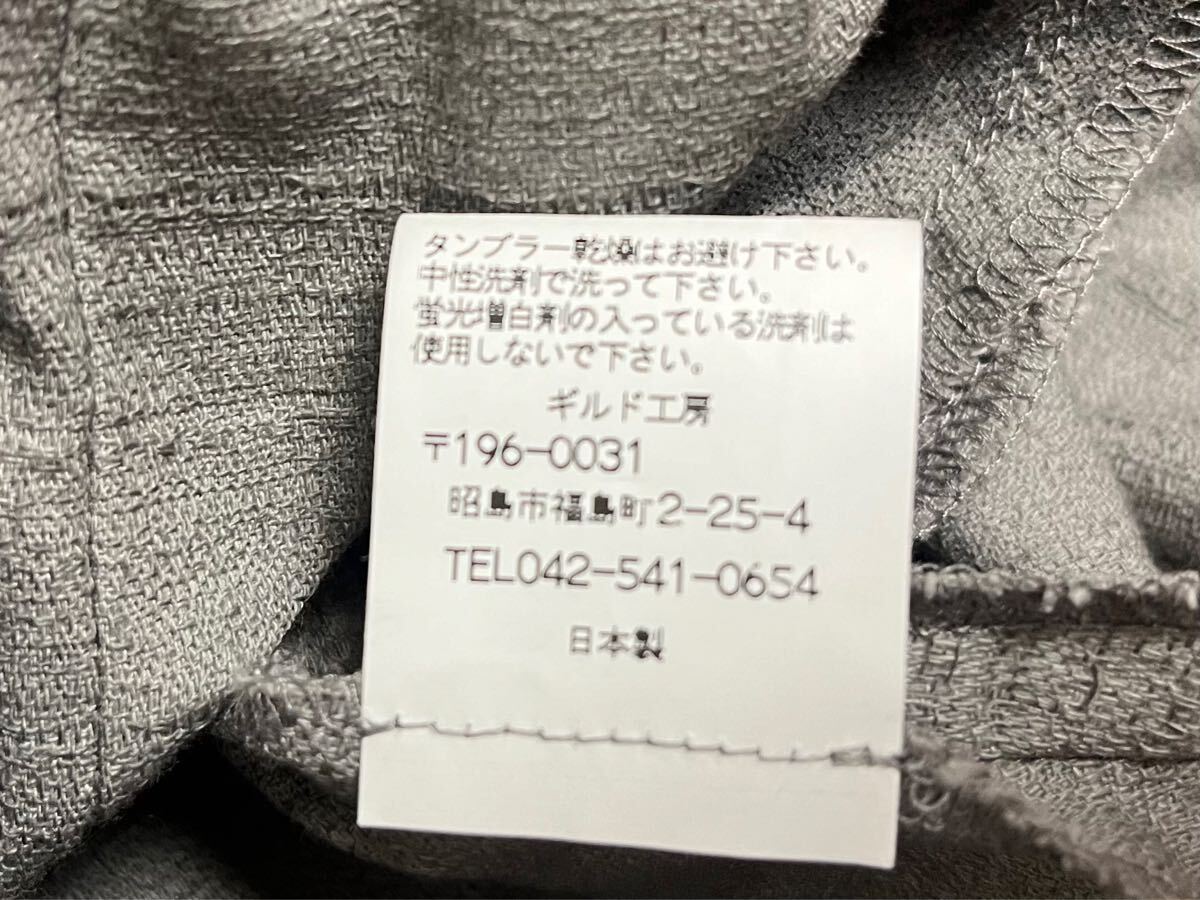 タンブラー乾燥はお避け下さい。
中性洗剤で洗って下さい。
蛍光増白剤の入っている洗剤は
使用しないで下さい。
ギルド工房
〒196-0031
昭島市福島町2-25-4
TEL042-541-0654
日本製